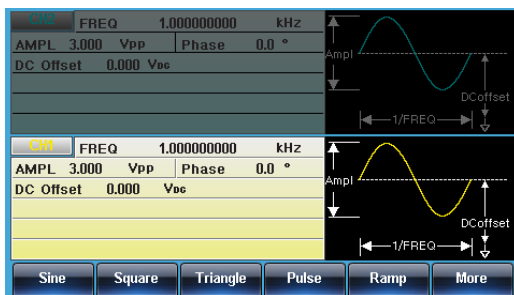 CH2 FREQ 1.000000000 kHz
AMPL 3.000 Vpp Phase 0.0 °
DC Offset 0.000 VDC
Ampl
DCoffset
1/FREQ
CH1 FREQ 1.000000000 kHz
AMPL 3.000 Vpp Phase 0.0 °
DC Offset 0.000 VDC
Ampl
DCoffset
1/FREQ
Sine Square Triangle Pulse Ramp More